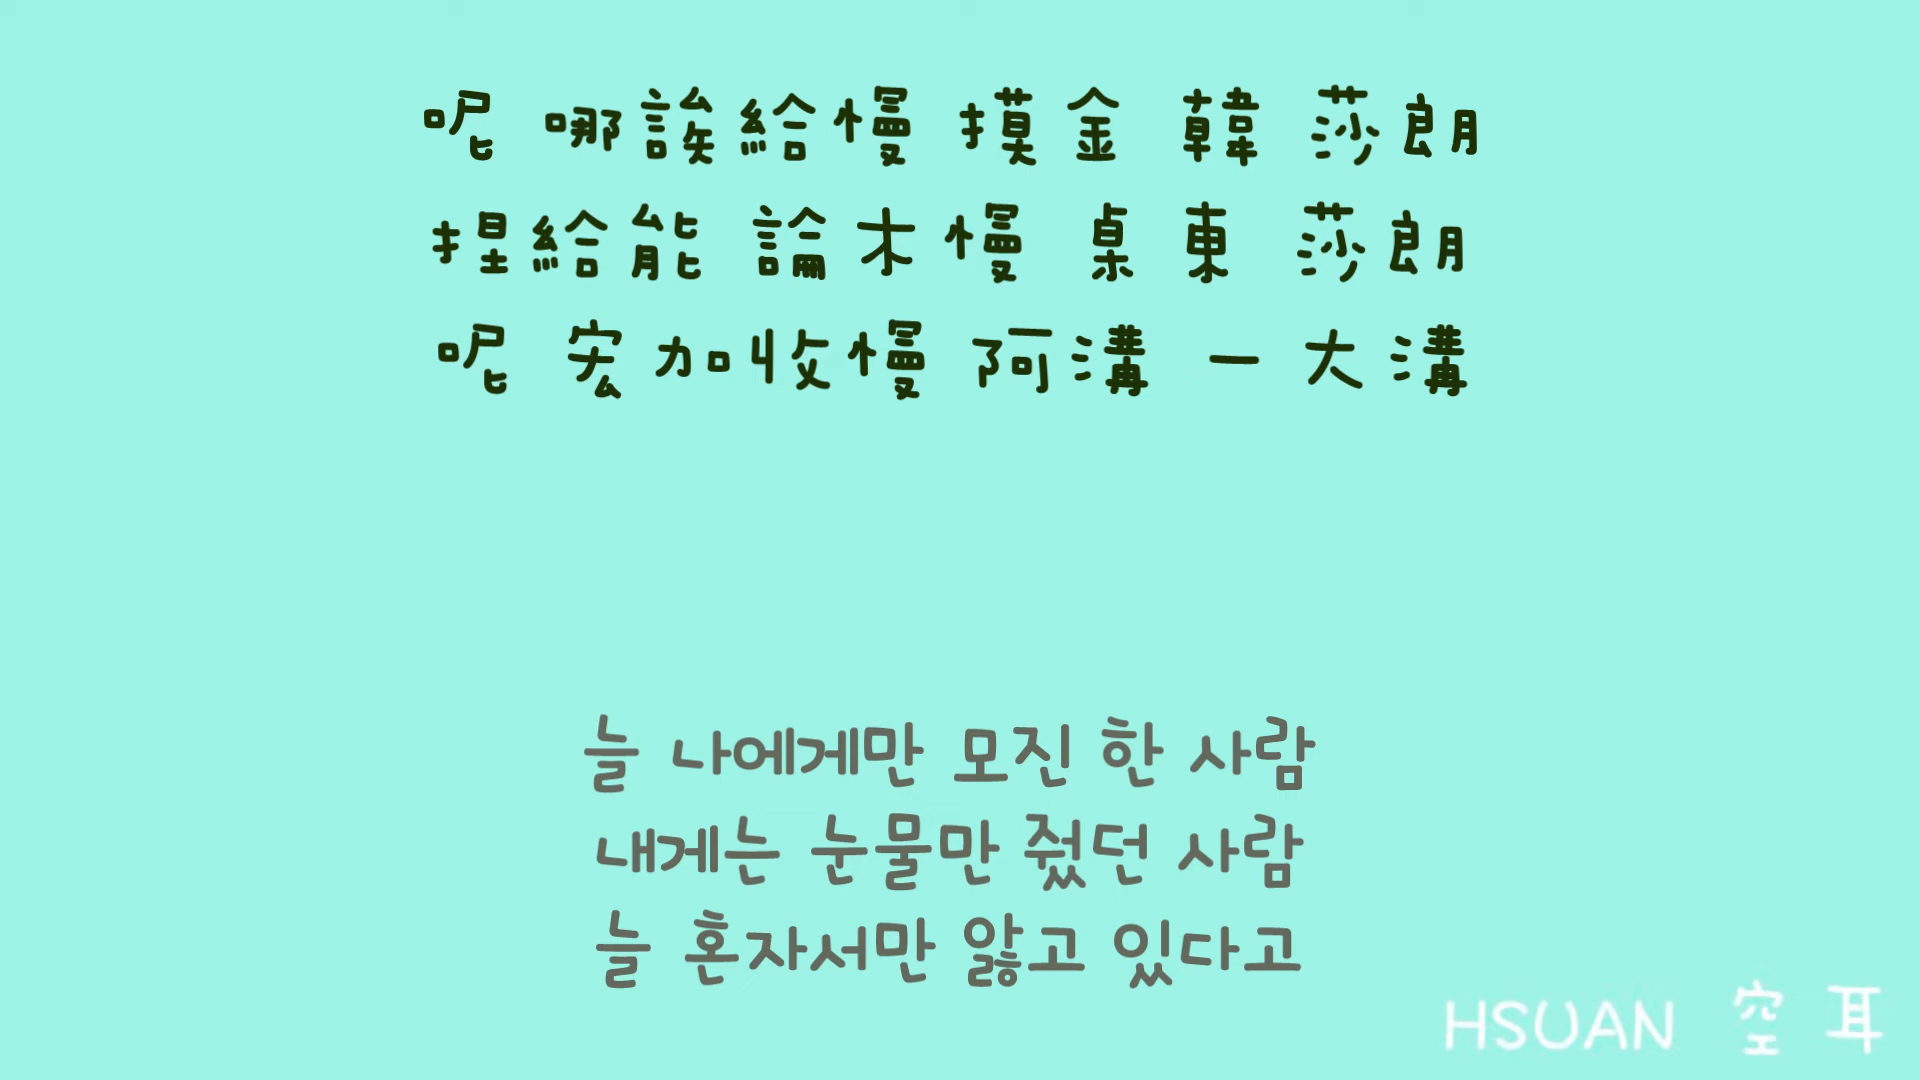 呢 哪誒給慢 摸金 韓 莎朗
捏給能 論木慢 桌東 莎朗
呢 宏加收慢 阿溝 一大溝
늘 나에게만 모진 한 사람
내게는 눈물만 줬던 사람
늘 혼자서만 앓고 있다고
HSUAN 空耳